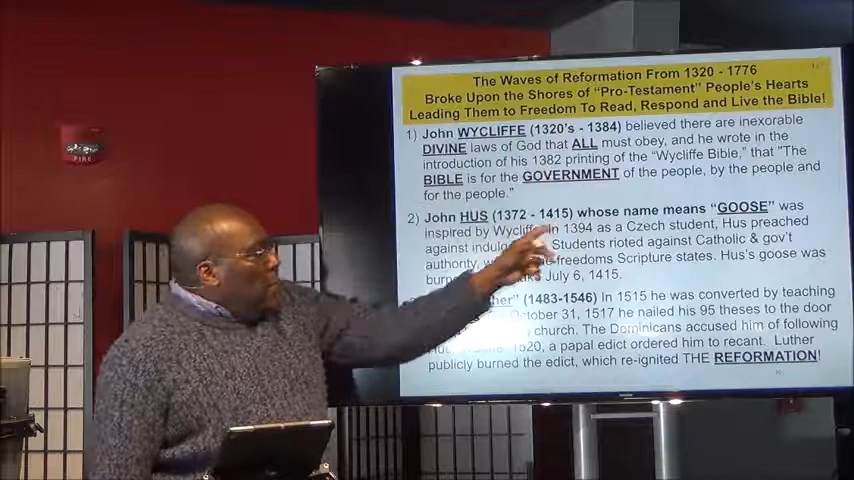 The Waves of Reformation From 1320 - 1776
Broke Upon the Shores of "Pro-Testament" People's Hearts
Leading Them to Freedom To Read, Respond and Live the Bible!
1) John WYCLIFFE (1320's - 1384) believed there are inexorable
DIVINE laws of God that ALL must obey, and he wrote in the
introduction of his 1382 printing of the "Wycliffe Bible," that "The
BIBLE is for the GOVERNMENT of the people, by the people and
for the people."
2) John HUS (1372 - 1415) whose name means "GOOSE" was
inspired by Wycliffe. In 1394 as a Czech student, Hus preached
against Students rioted against Catholic & gov't
authority, freedoms Scripture states. Hus's goose was
July 6, 1415.
(1483-1546) In 1515 he was converted by teaching
October 31, 1517 he nailed his 95 theses to the door
church. The Dominicans accused him of following
1520, a papal edict ordered him to recant. Luther
publicly burned the edict, which re-ignited THE REFORMATION!
FIRE